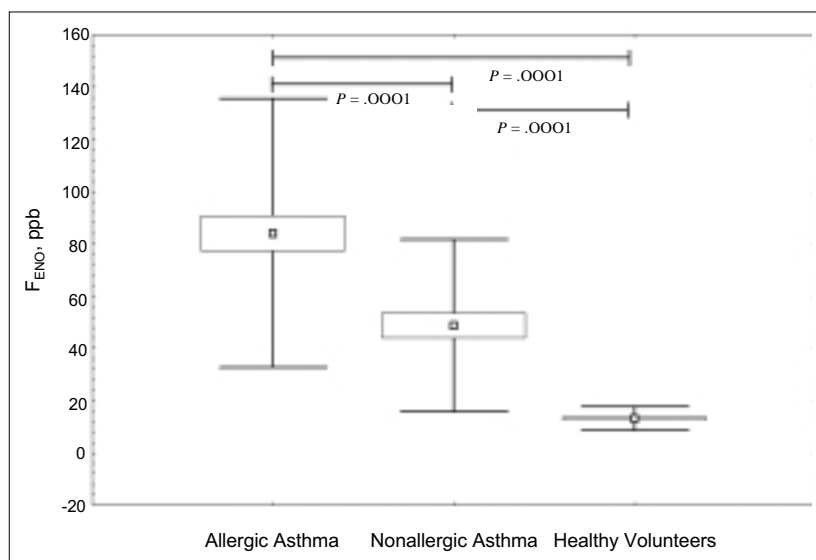 160
140
120
100
80
60
40
20
0
-20
F_ENO, ppb
P = .OOO1
P = .OOO1
P = .OOO1
Allergic Asthma Nonallergic Asthma Healthy Volunteers